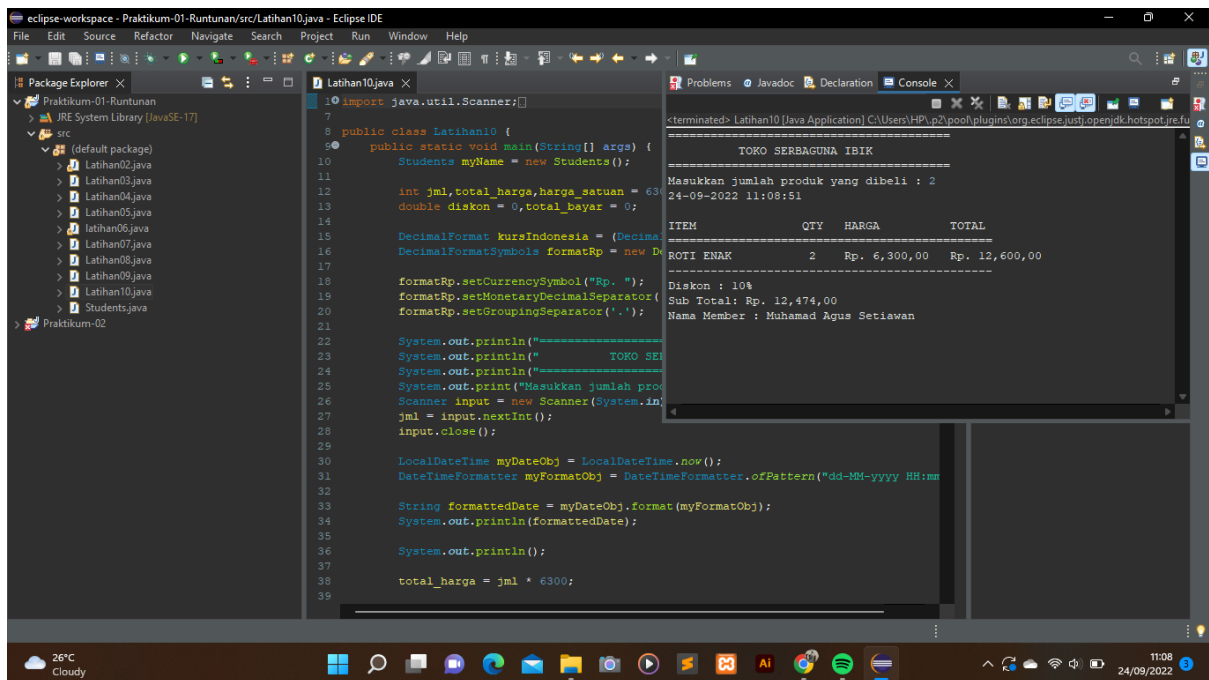 eclipse-workspace - Praktikum-01-Runtunan/src/Latihan10.java - Eclipse IDE
File Edit Source Refactor Navigate Search Project Run Window Help
Package Explorer
Praktikum-01-Runtunan
JRE System Library [JavaSE-17]
src
(default package)
Latihan02.java
Latihan03.java
Latihan04.java
Latihan05.java
latihan06.java
Latihan07.java
Latihan08.java
Latihan09.java
Latihan10.java
Students.java
Praktikum-02
Latihan10.java
1 import java.util.Scanner;
7
8 public class Latihan10 {
9 public static void main(String[] args) {
10 Students myName = new Students();
11
12 int jml,total_harga,harga_satuan = 630
13 double diskon = 0,total_bayar = 0;
14
15 DecimalFormat kursIndonesia = (Decima
16 DecimalFormatSymbols formatRp = new De
17
18 formatRp.setCurrencySymbol("Rp. ");
19 formatRp.setMonetaryDecimalSeparator(
20 formatRp.setGroupingSeparator('.');
21
22 System.out.println("==================
23 System.out.println(" TOKO SE
24 System.out.println("==================
25 System.out.print("Masukkan jumlah prod
26 Scanner input = new Scanner(System.in)
27 jml = input.nextInt();
28 input.close();
29
30 LocalDateTime myDateObj = LocalDateTime.now();
31 DateTimeFormatter myFormatObj = DateTimeFormatter.ofPattern("dd-MM-yyyy HH:mm
32
33 String formattedDate = myDateObj.format(myFormatObj);
34 System.out.println(formattedDate);
35
36 System.out.println();
37
38 total_harga = jml * 6300;
39
Problems Javadoc Declaration Console
<terminated> Latihan10 [Java Application] C:\Users\HP\.p2\pool\plugins\org.eclipse.justj.openjdk.hotspot.jre.fu
========================================
TOKO SERBAGUNA IBIK
========================================
Masukkan jumlah produk yang dibeli : 2
24-09-2022 11:08:51
ITEM QTY HARGA TOTAL
==============================================
ROTI ENAK 2 Rp. 6,300,00 Rp. 12,600,00
----------------------------------------------
Diskon : 10%
Sub Total: Rp. 12,474,00
Nama Member : Muhamad Agus Setiawan
26°C
Cloudy
Ai
11:08
24/09/2022
3